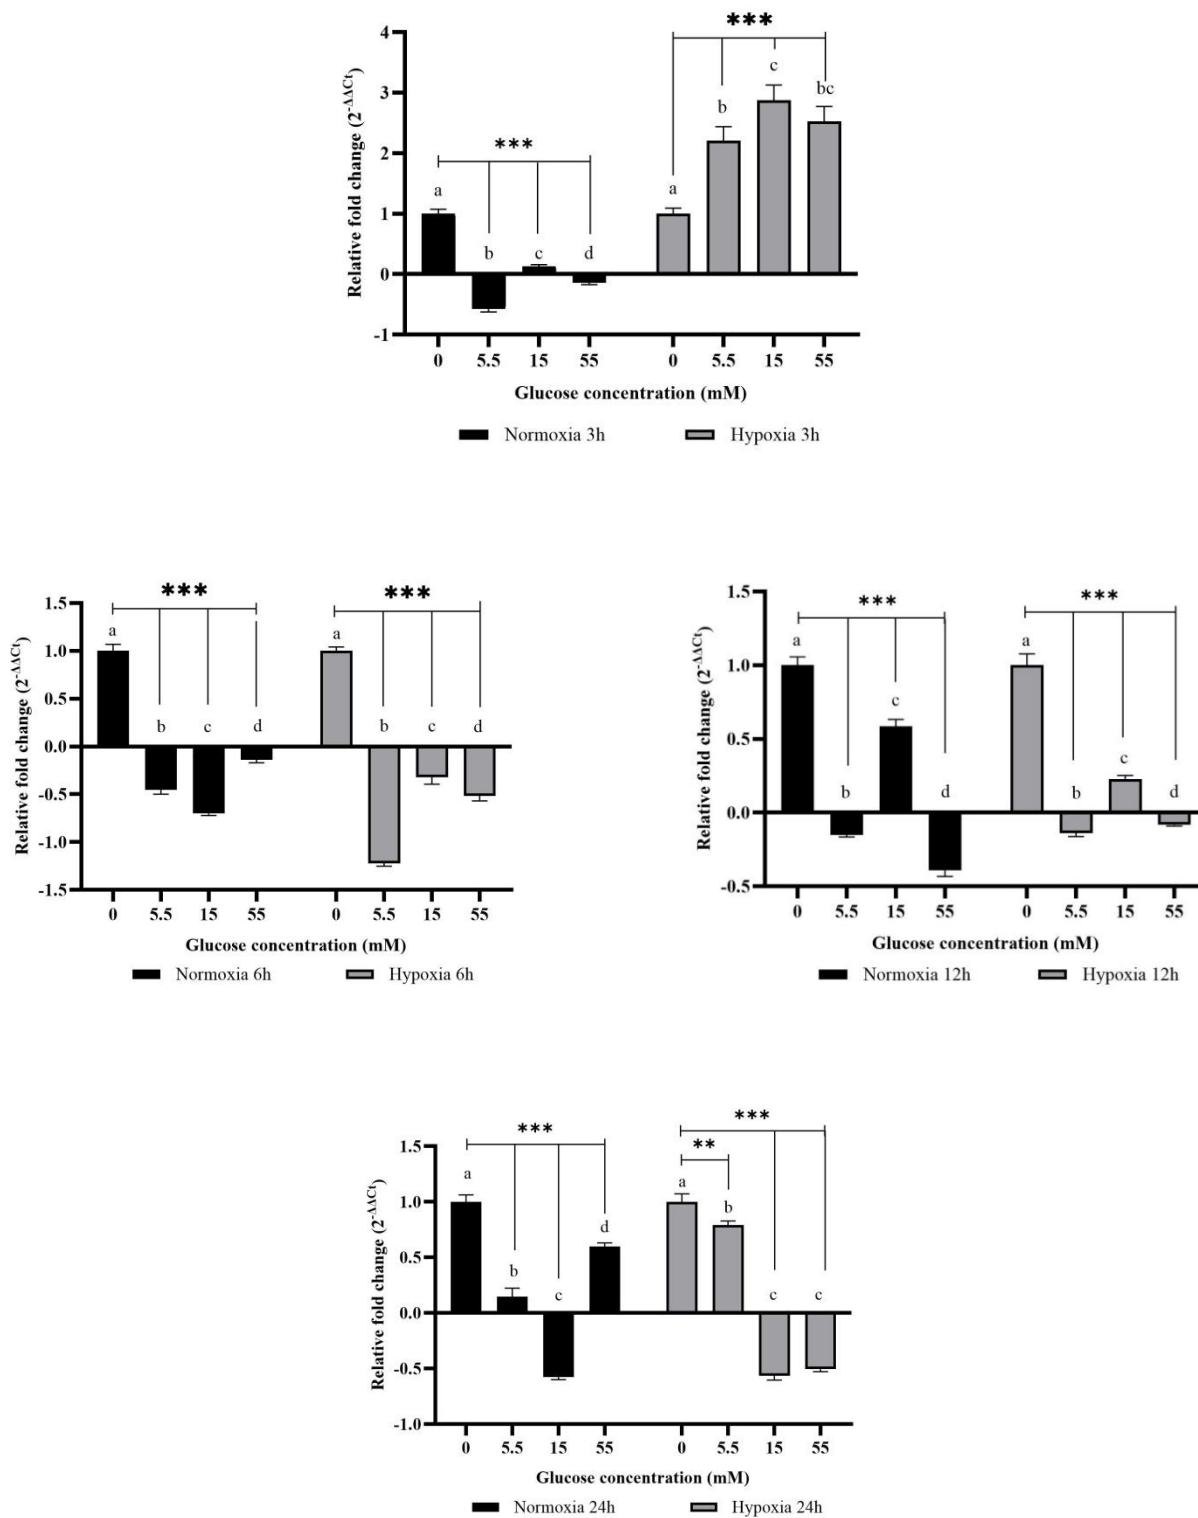 ***
4
3
2
1
0
-1
Relative fold change (2^-ΔΔCt)
***
a
b
c
d
a
b
c
bc
0 5.5 15 55 0 5.5 15 55
Glucose concentration (mM)
Normoxia 3h Hypoxia 3h
1.5
1.0
0.5
0.0
-0.5
-1.0
-1.5
Relative fold change (2^-ΔΔCt)
*** ***
a a
b c d b c d
0 5.5 15 55 0 5.5 15 55
Glucose concentration (mM)
Normoxia 6h Hypoxia 6h
1.5
1.0
0.5
0.0
-0.5
Relative fold change (2^-ΔΔCt)
*** ***
a a
c
c
b d b d
0 5.5 15 55 0 5.5 15 55
Glucose concentration (mM)
Normoxia 12h Hypoxia 12h
1.5
1.0
0.5
0.0
-0.5
-1.0
Relative fold change (2^-ΔΔCt)
*** ***
**
a a
b
d
b
c c c
0 5.5 15 55 0 5.5 15 55
Glucose concentration (mM)
Normoxia 24h Hypoxia 24h